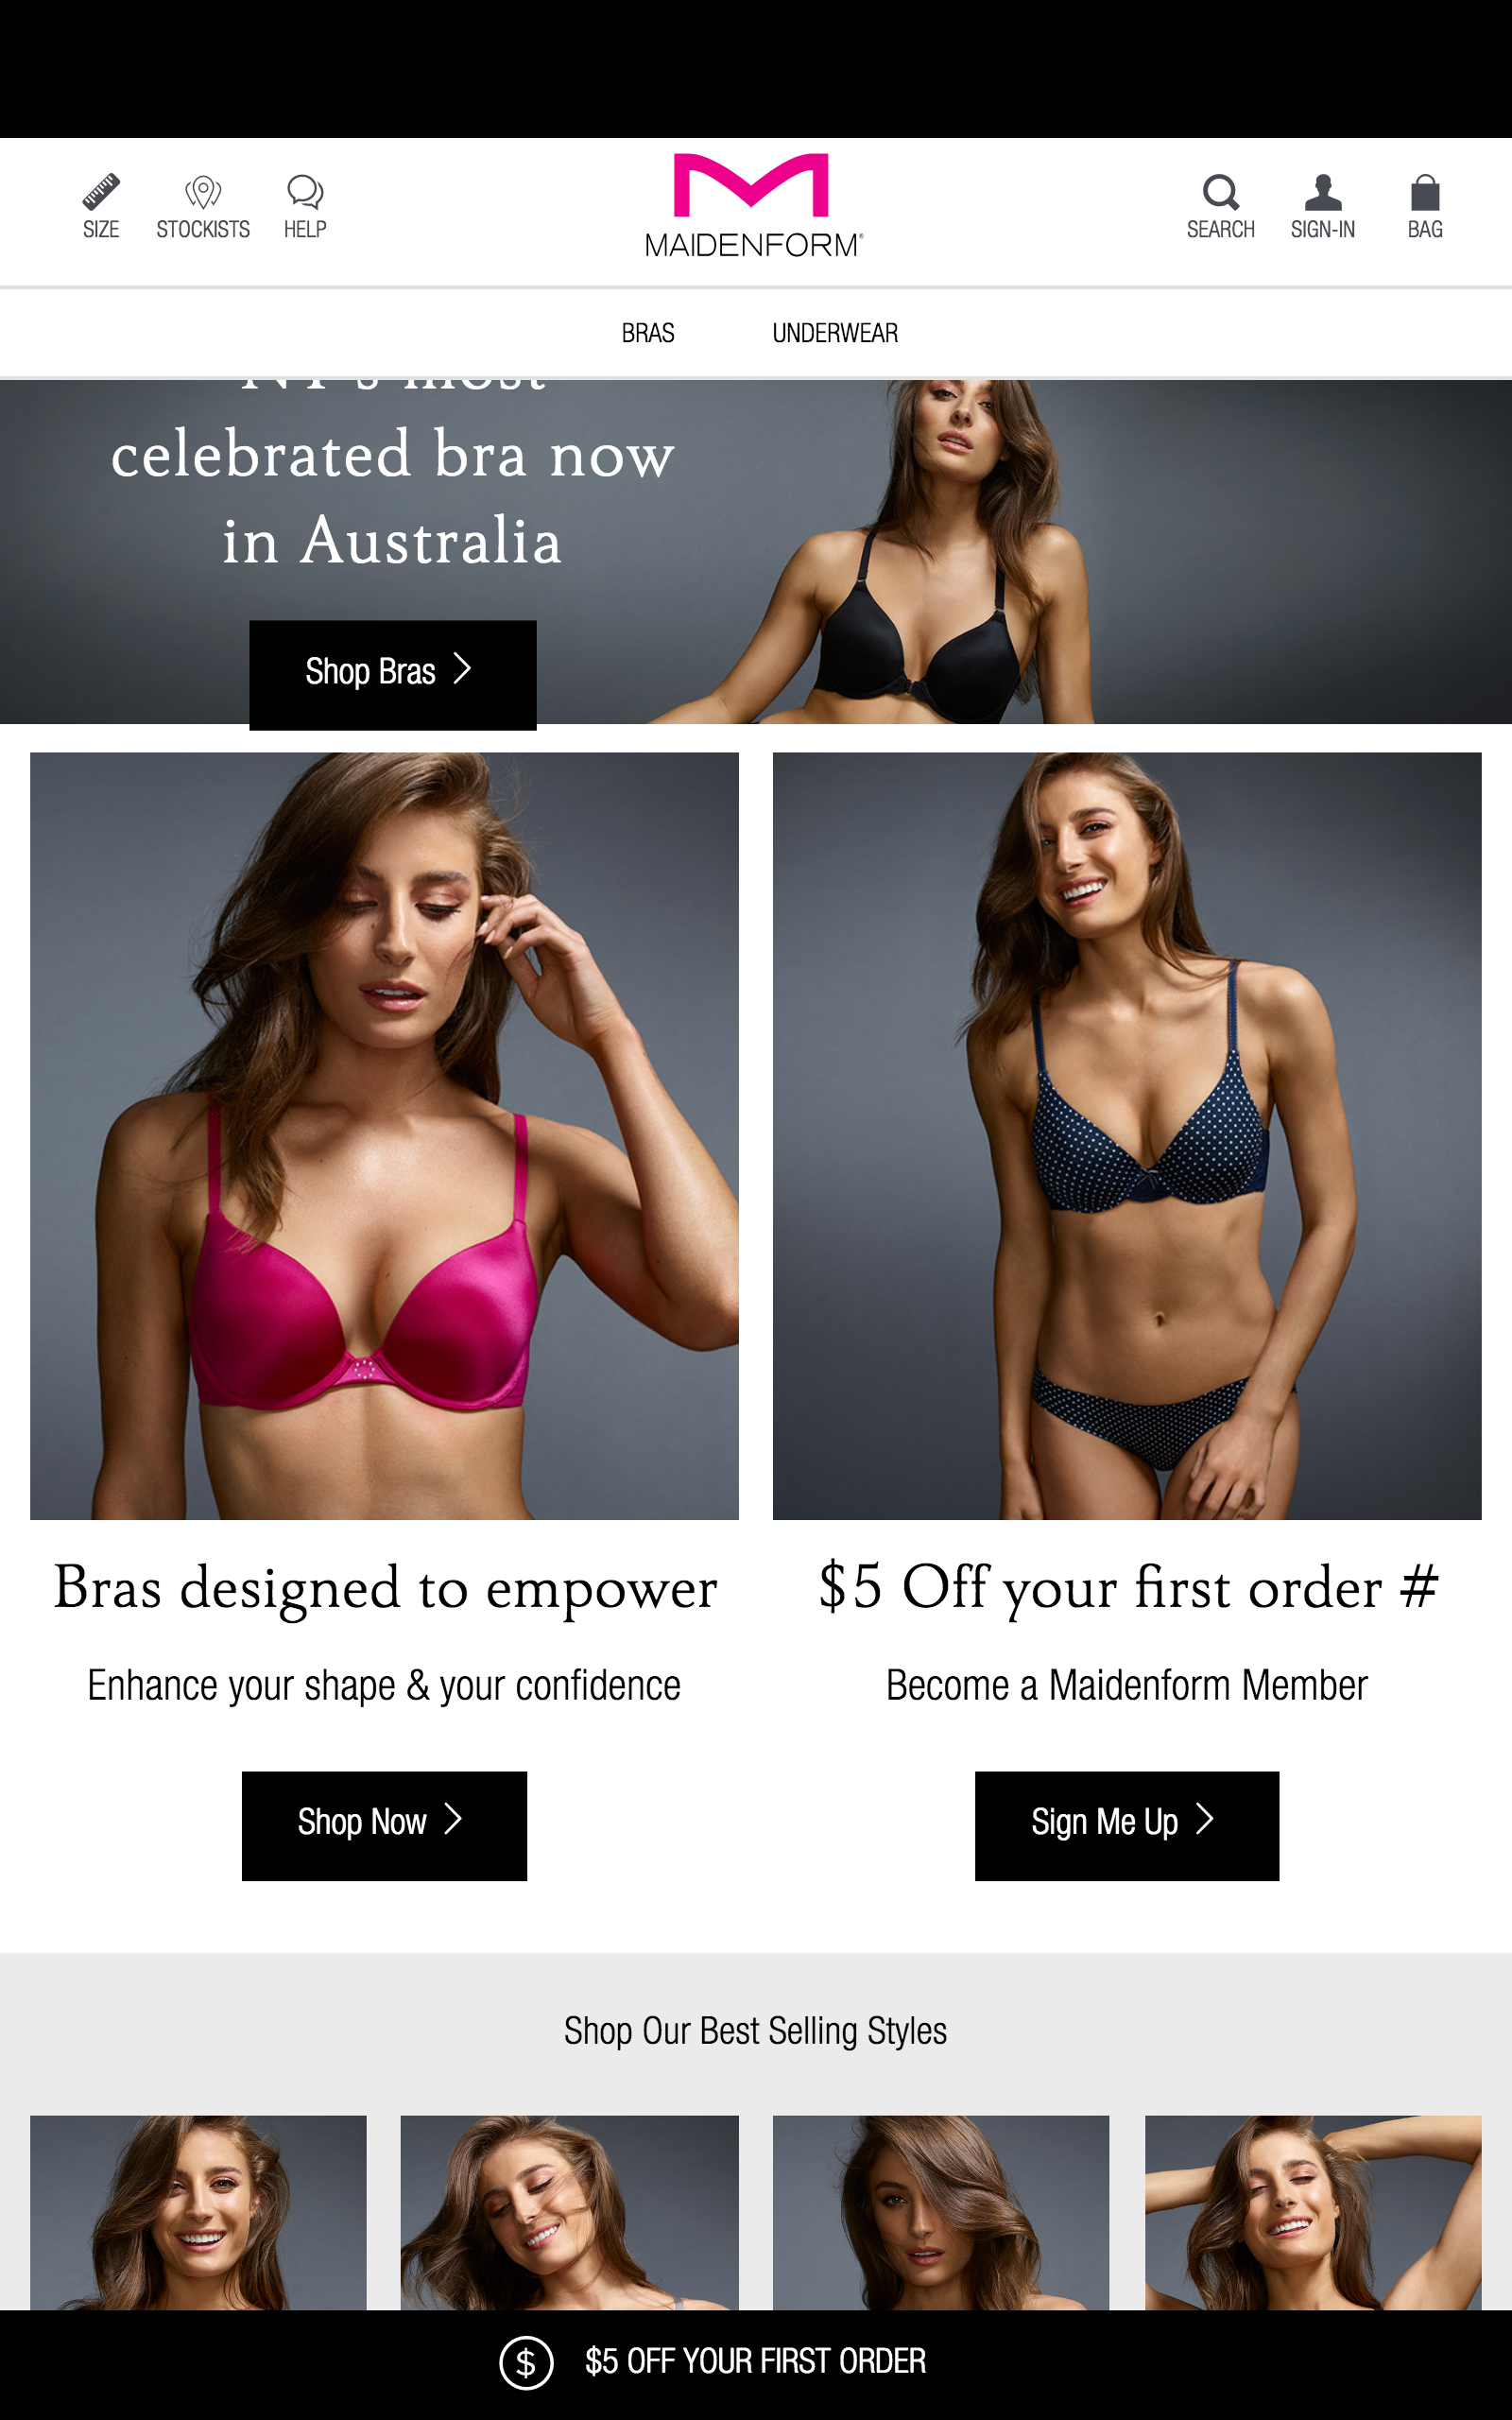 SIZE
STOCKISTS
HELP
MAIDENFORM®
SEARCH
SIGN-IN
BAG
BRAS
UNDERWEAR
NY's most
celebrated bra now
in Australia
Shop Bras
Bras designed to empower
Enhance your shape & your confidence
Shop Now
$5 Off your first order #
Become a Maidenform Member
Sign Me Up
Shop Our Best Selling Styles
$ $5 OFF YOUR FIRST ORDER